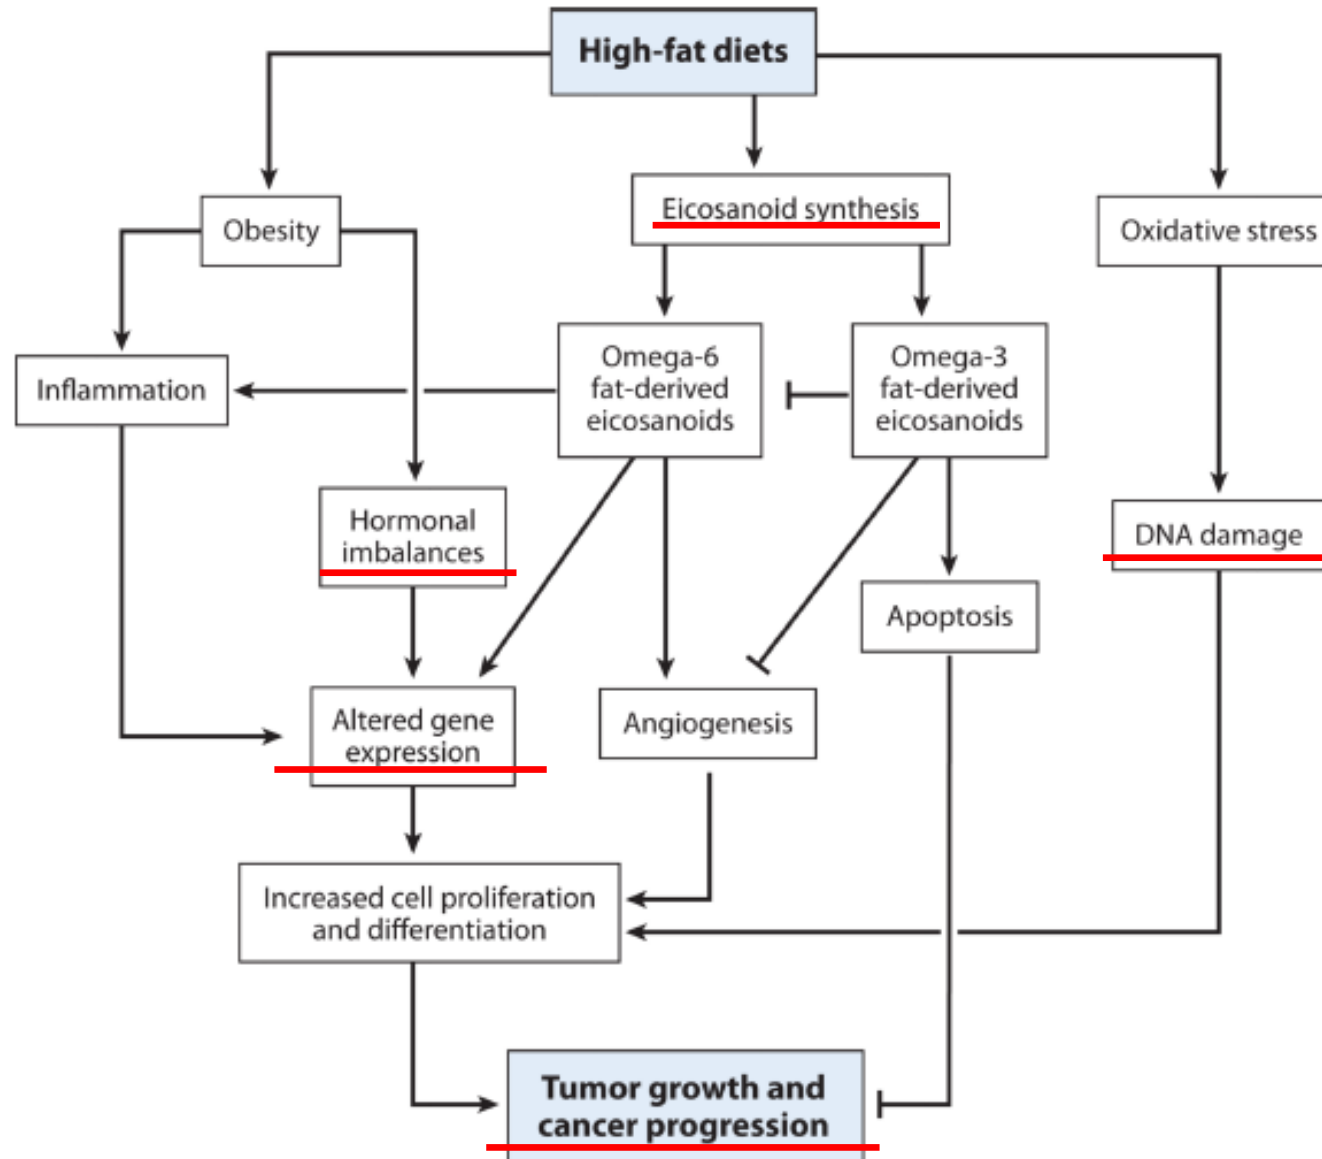 High-fat diets
Eicosanoid synthesis
Obesity
Oxidative stress
Omega-6
fat-derived
eicosanoids
Omega-3
fat-derived
eicosanoids
Inflammation
Hormonal
imbalances
DNA damage
Apoptosis
Altered gene
expression
Angiogenesis
Increased cell proliferation
and differentiation
Tumor growth and
cancer progression